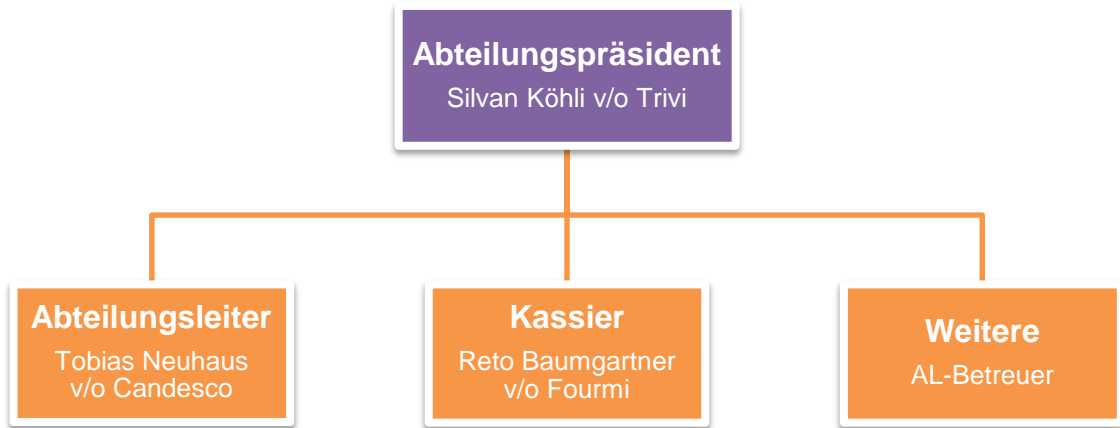 Abteilungspräsident
Silvan Köhli v/o Trivi
Abteilungsleiter
Tobias Neuhaus
v/o Candesco
Kassier
Reto Baumgartner
v/o Fourmi
Weitere
AL-Betreuer